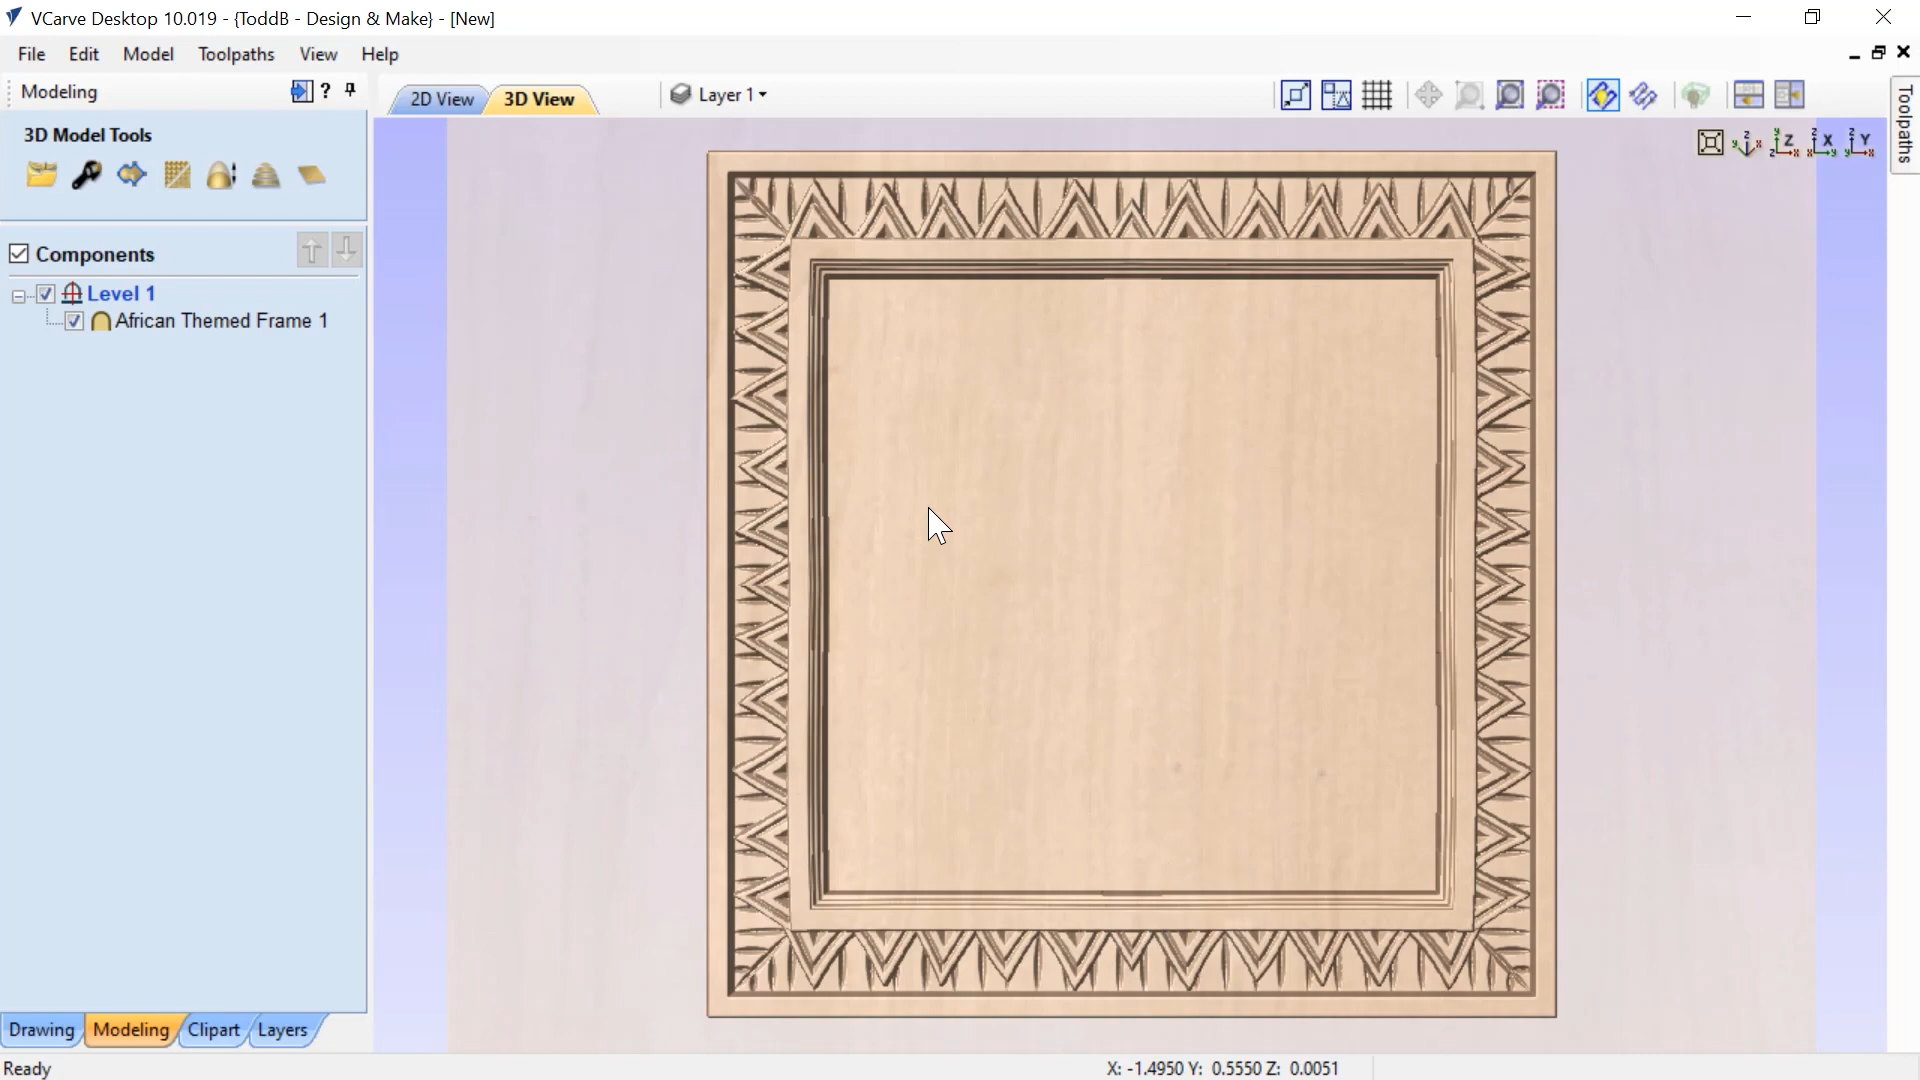 VCarve Desktop 10.019 - {ToddB - Design & Make} - [New]
File Edit Model Toolpaths View Help
Modeling
?
2D View
3D View
Layer 1
Toolpaths
3D Model Tools
Components
Level 1
African Themed Frame 1
Drawing
Modeling
Clipart
Layers
Ready
X: -1.4950 Y: 0.5550 Z: 0.0051